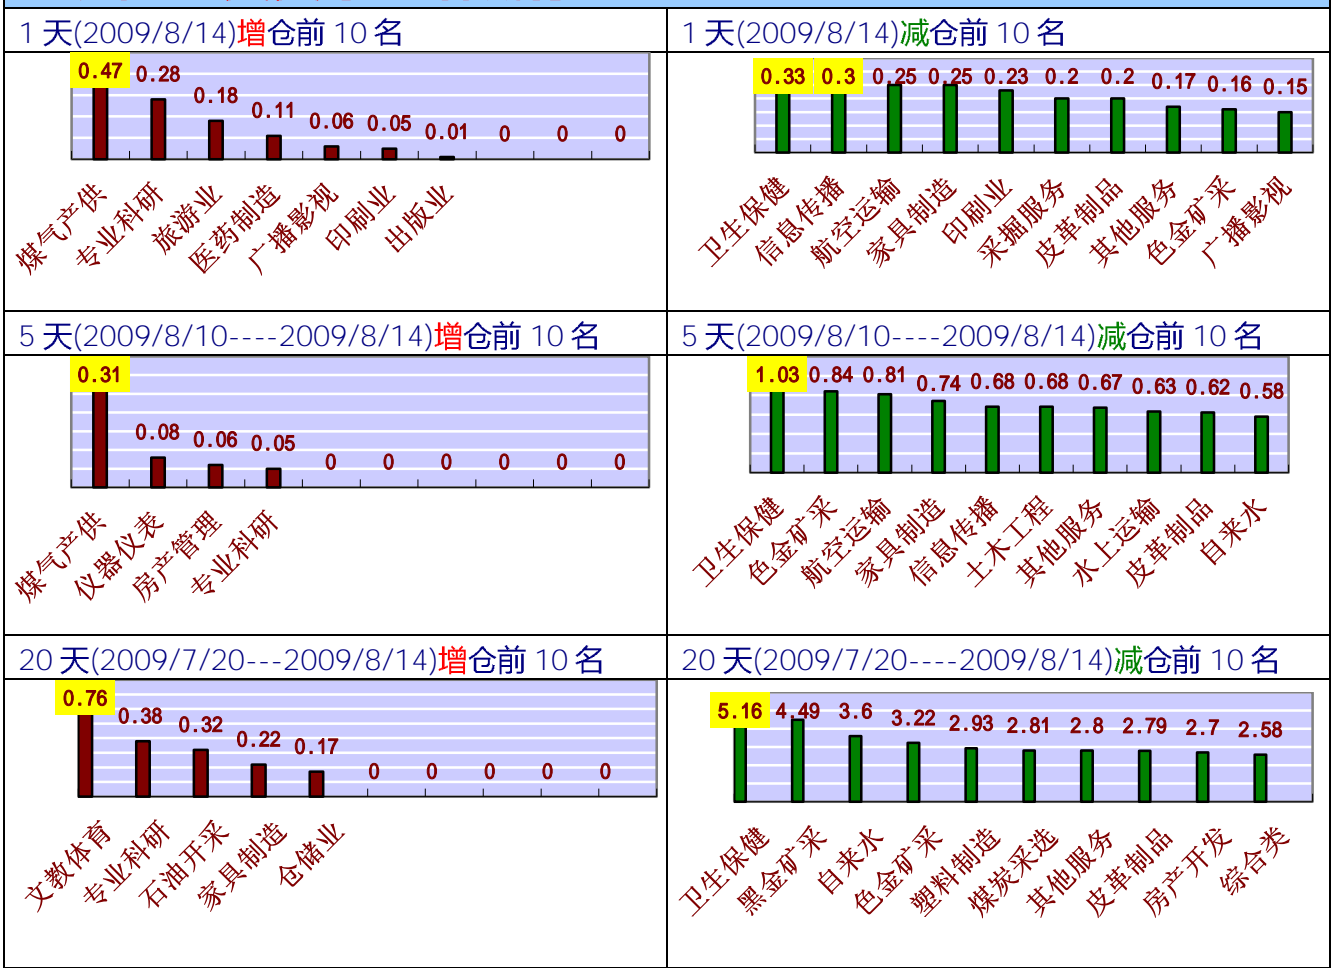 1 天(2009/8/14)增仓前 10 名
0.47 0.28 0.18 0.11 0.06 0.05 0.01 0 0 0
煤气产供 专业科研 旅游业 医药制造 广播影视 印刷业 出版业
1 天(2009/8/14)减仓前 10 名
0.33 0.3 0.25 0.25 0.23 0.2 0.2 0.17 0.16 0.15
卫生保健 信息传播 航空运输 家具制造 印刷业 采掘服务 皮革制品 其他服务 色金矿采 广播影视
5 天(2009/8/10----2009/8/14)增仓前 10 名
0.31 0.08 0.06 0.05 0 0 0 0 0 0
煤气产供 仪器仪表 房产管理 专业科研
5 天(2009/8/10----2009/8/14)减仓前 10 名
1.03 0.84 0.81 0.74 0.68 0.68 0.67 0.63 0.62 0.58
卫生保健 色金矿采 航空运输 家具制造 信息传播 土木工程 其他服务 水上运输 皮革制品 自来水
20 天(2009/7/20---2009/8/14)增仓前 10 名
0.76 0.38 0.32 0.22 0.17 0 0 0 0 0
文教体育 专业科研 石油开采 家具制造 仓储业
20 天(2009/7/20----2009/8/14)减仓前 10 名
5.16 4.49 3.6 3.22 2.93 2.81 2.8 2.79 2.7 2.58
卫生保健 黑金矿采 自来水 色金矿采 塑料制造 煤炭采选 其他服务 皮革制品 房产开发 综合类